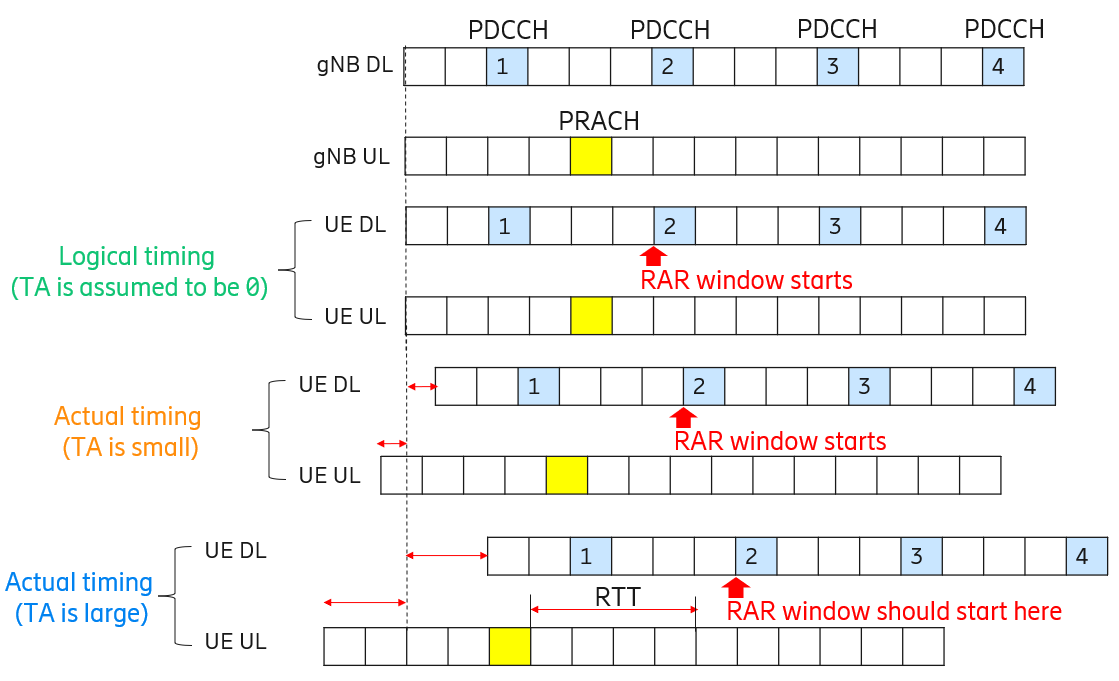 PDCCH PDCCH PDCCH PDCCH
gNB DL 1 2 3 4
PRACH
gNB UL
UE DL 1 2 3 4
Logical timing
(TA is assumed to be 0)
RAR window starts
UE UL
UE DL 1 2 3 4
Actual timing
(TA is small)
RAR window starts
UE UL
UE DL 1 2 3 4
Actual timing
(TA is large)
RTT
RAR window should start here
UE UL